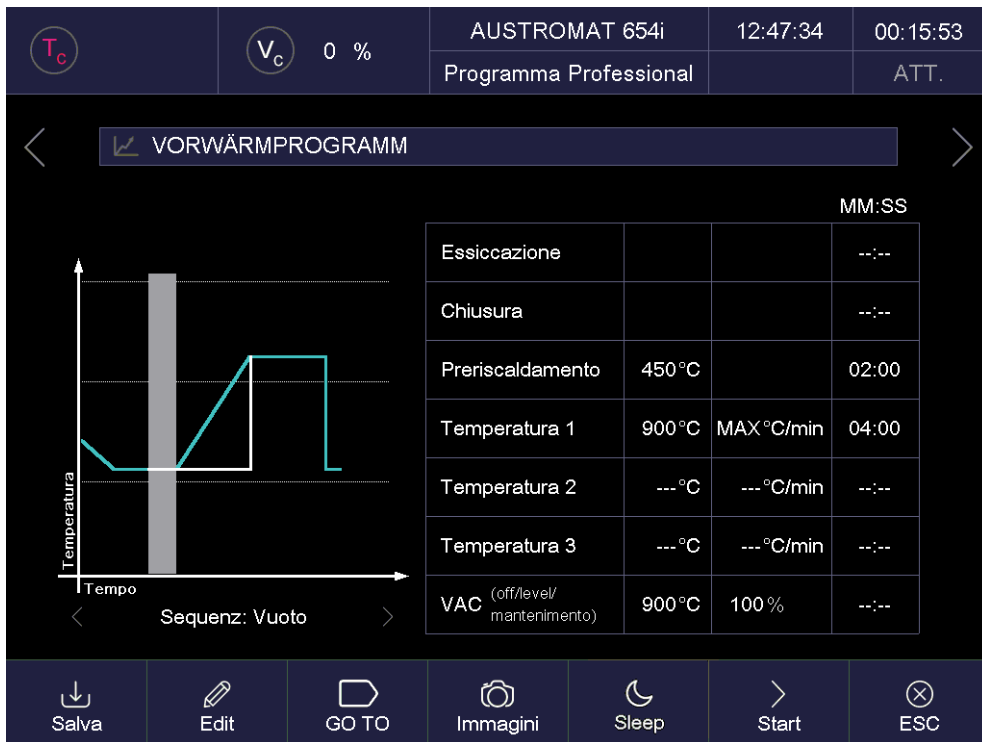 Tc
Vc 0 %
AUSTROMAT 654i
12:47:34
00:15:53
Programma Professional
ATT.
VORWÄRMPROGRAMM
MM:SS
Essiccazione --:--
Chiusura --:--
Preriscaldamento 450°C 02:00
Temperatura 1 900°C MAX°C/min 04:00
Temperatura 2 ---°C ---°C/min --:--
Temperatura 3 ---°C ---°C/min --:--
VAC (off/level/
mantenimento) 900°C 100% --:--
Temperatura
Tempo
Sequenz: Vuoto
Salva
Edit
GO TO
Immagini
Sleep
Start
ESC